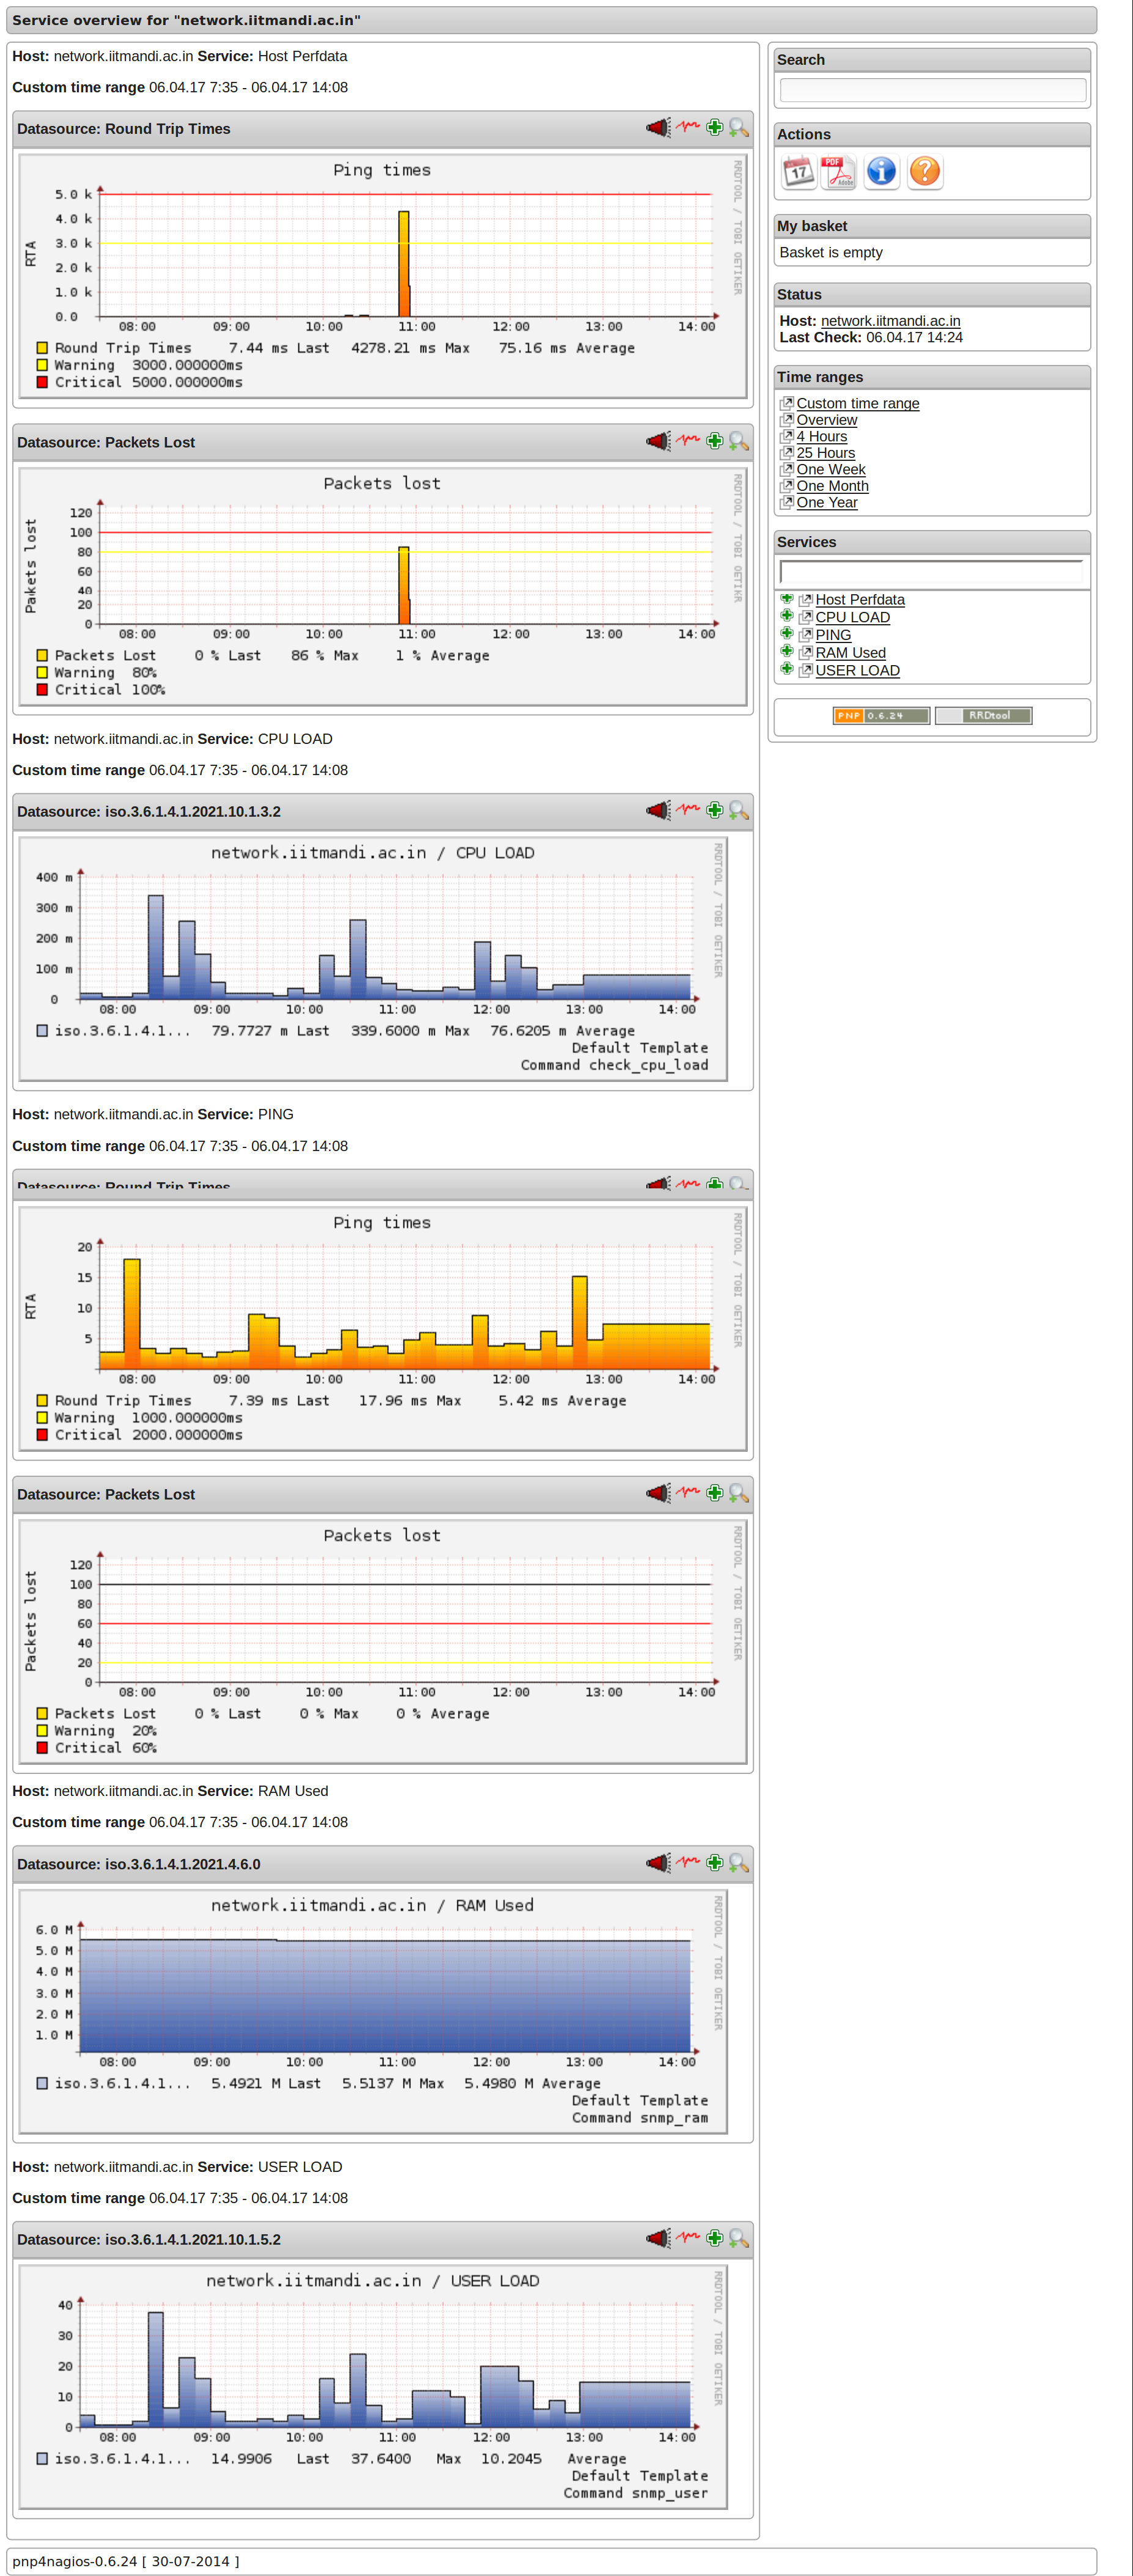 Service overview for "network.iitmandi.ac.in"
Host: network.iitmandi.ac.in Service: Host Perfdata
Custom time range 06.04.17 7:35 - 06.04.17 14:08
Datasource: Round Trip Times
Ping times
RRDTOOL / TOBI OETIKER
RTA
5.0 k
4.0 k
3.0 k
2.0 k
1.0 k
0.0
08:00 09:00 10:00 11:00 12:00 13:00 14:00
Round Trip Times 7.44 ms Last 4278.21 ms Max 75.16 ms Average
Warning 3000.000000ms
Critical 5000.000000ms
Datasource: Packets Lost
Packets lost
RRDTOOL / TOBI OETIKR
Packets lost
120
100
80
60
40
20
0
08:00 09:00 10:00 11:00 12:00 13:00 14:00
Packets Lost 0 % Last 86 % Max 1 % Average
Warning 80%
Critical 100%
Host: network.iitmandi.ac.in Service: CPU LOAD
Custom time range 06.04.17 7:35 - 06.04.17 14:08
Datasource: iso.3.6.1.4.1.2021.10.1.3.2
network.iitmandi.ac.in / CPU LOAD
RRDTOOL / TOBI OETIKER
400 m
300 m
200 m
100 m
0
08:00 09:00 10:00 11:00 12:00 13:00 14:00
iso.3.6.1.4.1... 79.7727 m Last 339.6000 m Max 76.6205 m Average
Default Template
Command check_cpu_load
Host: network.iitmandi.ac.in Service: PING
Custom time range 06.04.17 7:35 - 06.04.17 14:08
Datasource: Round Trip Times
Ping times
RRDTOOL / TOBI OETIKER
RTA
20
15
10
5
08:00 09:00 10:00 11:00 12:00 13:00 14:00
Round Trip Times 7.39 ms Last 17.96 ms Max 5.42 ms Average
Warning 1000.000000ms
Critical 2000.000000ms
Datasource: Packets Lost
Packets lost
RRDTOOL / TOBI OETIKER
Packets lost
120
100
80
60
40
20
0
08:00 09:00 10:00 11:00 12:00 13:00 14:00
Packets Lost 0 % Last 0 % Max 0 % Average
Warning 20%
Critical 60%
Host: network.iitmandi.ac.in Service: RAM Used
Custom time range 06.04.17 7:35 - 06.04.17 14:08
Datasource: iso.3.6.1.4.1.2021.4.6.0
network.iitmandi.ac.in / RAM Used
RRDTOOL / TOBI OETIKER
6.0 M
5.0 M
4.0 M
3.0 M
2.0 M
1.0 M
08:00 09:00 10:00 11:00 12:00 13:00 14:00
iso.3.6.1.4.1... 5.4921 M Last 5.5137 M Max 5.4980 M Average
Default Template
Command snmp_ram
Host: network.iitmandi.ac.in Service: USER LOAD
Custom time range 06.04.17 7:35 - 06.04.17 14:08
Datasource: iso.3.6.1.4.1.2021.10.1.5.2
network.iitmandi.ac.in / USER LOAD
RRDTOOL / TOBI OETIKER
40
30
20
10
0
08:00 09:00 10:00 11:00 12:00 13:00 14:00
iso.3.6.1.4.1... 14.9906 Last 37.6400 Max 10.2045 Average
Default Template
Command snmp_user
Search
Actions
17
PDF
Adobe
My basket
Basket is empty
Status
Host: network.iitmandi.ac.in
Last Check: 06.04.17 14:24
Time ranges
Custom time range
Overview
4 Hours
25 Hours
One Week
One Month
One Year
Services
Host Perfdata
CPU LOAD
PING
RAM Used
USER LOAD
PNP 0.6.24 RRDtool
pnp4nagios-0.6.24 [ 30-07-2014 ]